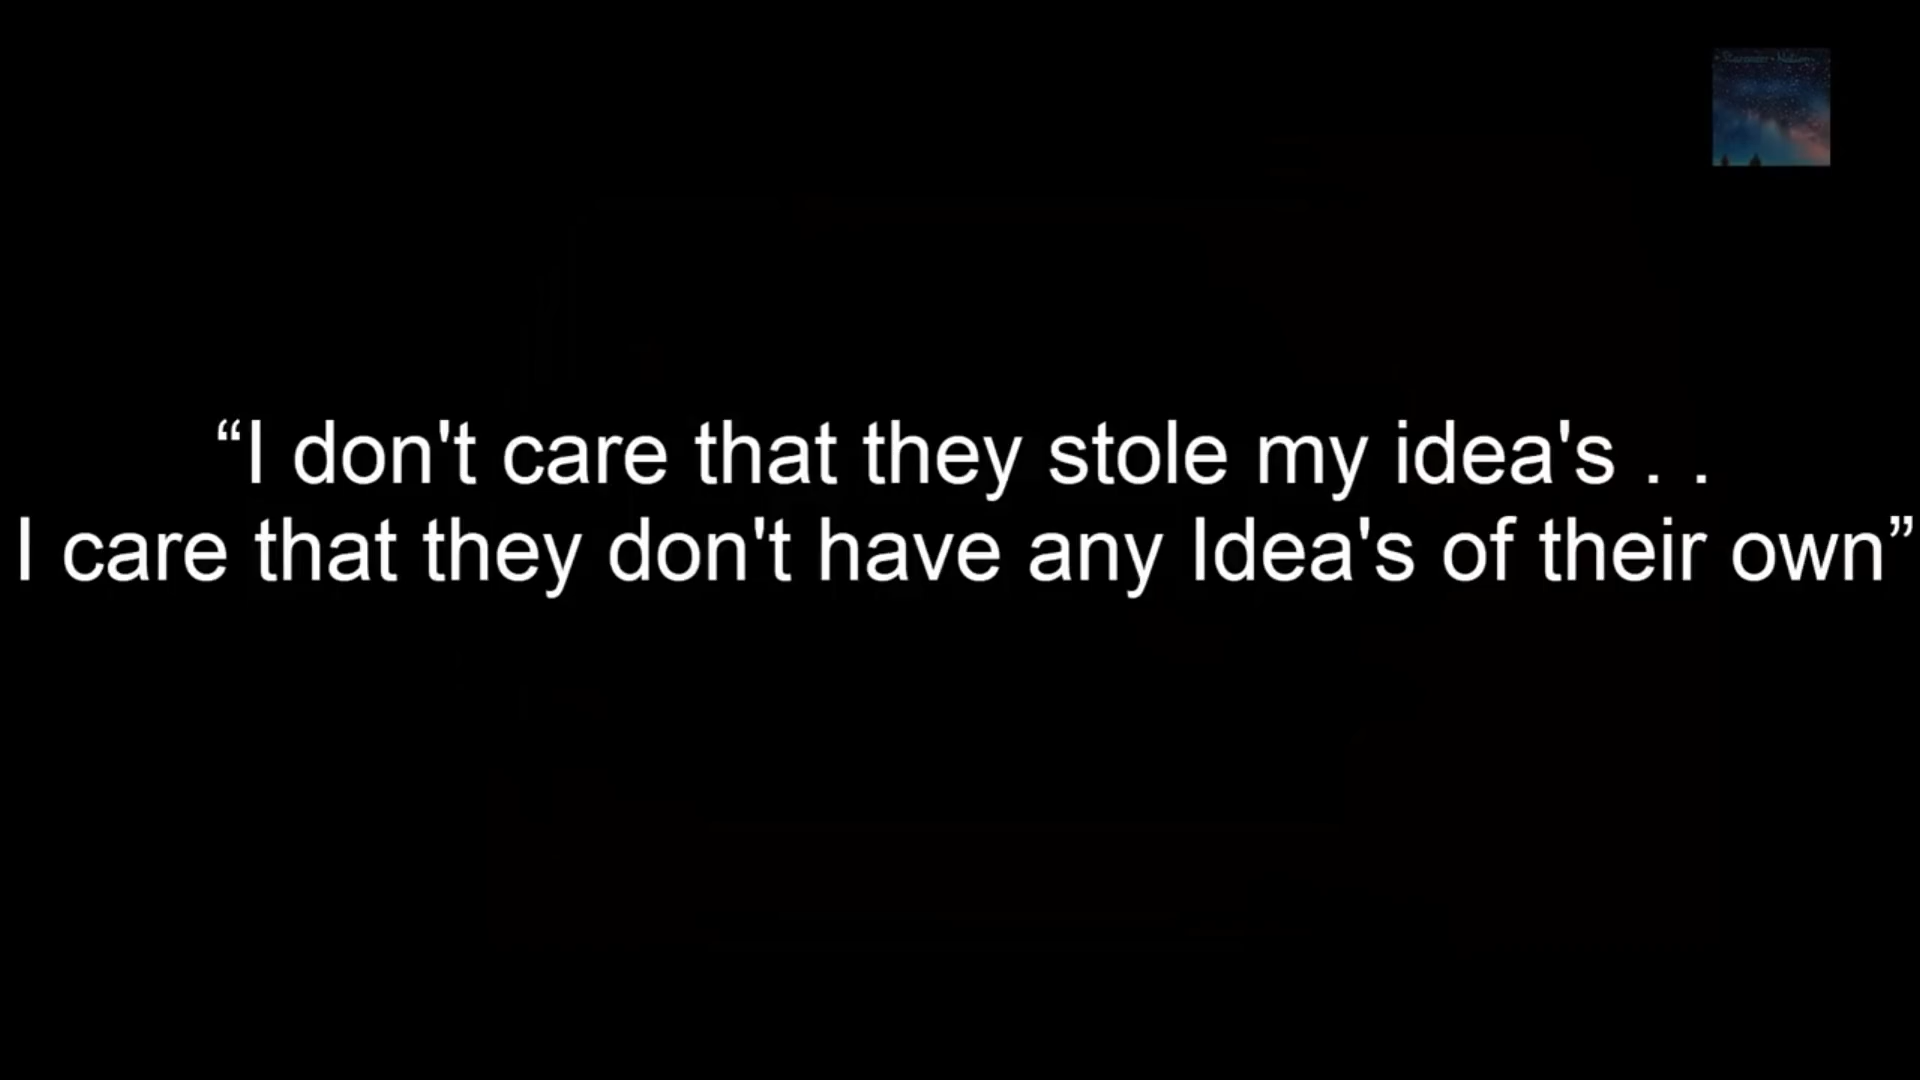 “I don't care that they stole my idea's . .
I care that they don't have any Idea's of their own”